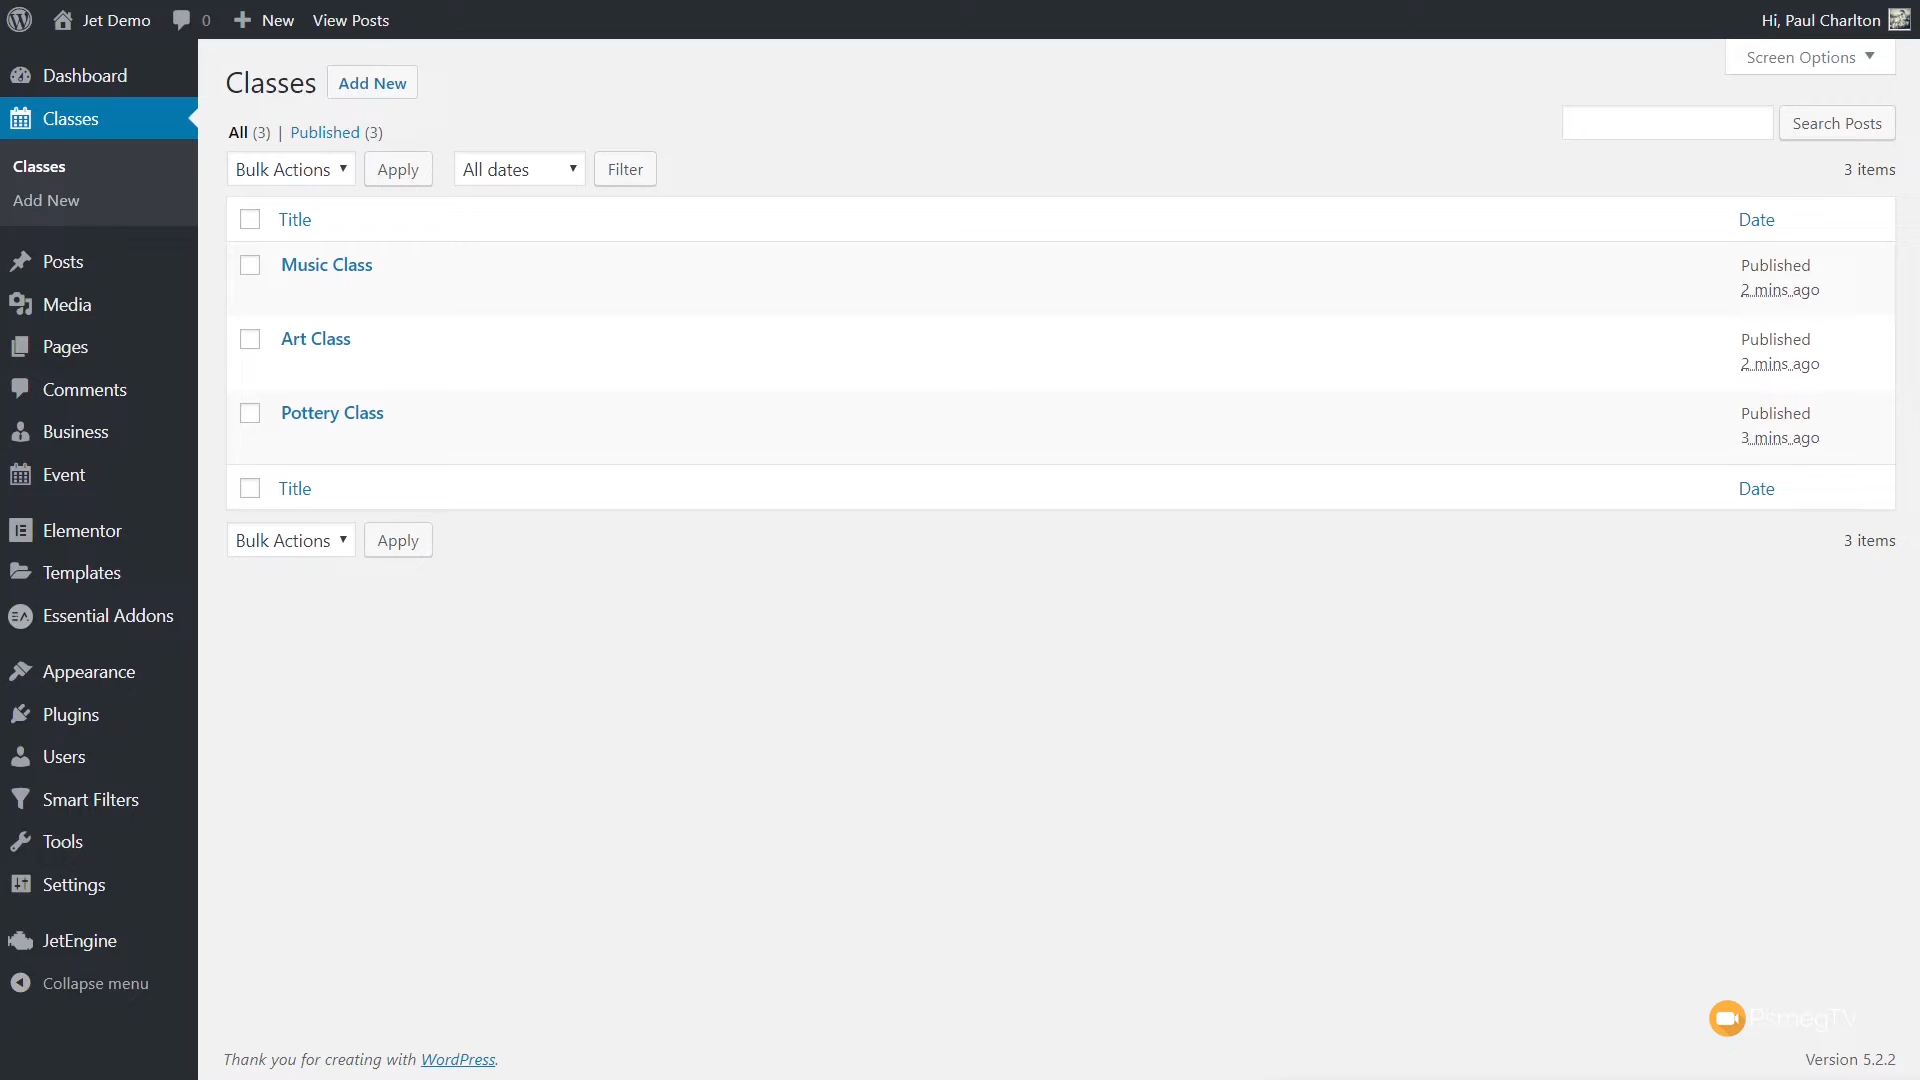 Jet Demo 0 New View Posts Hi, Paul Charlton
Screen Options
Dashboard
Classes
Classes
Add New
Posts
Media
Pages
Comments
Business
Event
Elementor
Templates
Essential Addons
Appearance
Plugins
Users
Smart Filters
Tools
Settings
JetEngine
Collapse menu
Classes Add New
All (3) | Published (3)
Search Posts
Bulk Actions Apply All dates Filter 3 items
Title Date
Music Class Published
2 mins ago
Art Class Published
2 mins ago
Pottery Class Published
3 mins ago
Title Date
Bulk Actions Apply 3 items
PsmegTV
Thank you for creating with WordPress. Version 5.2.2